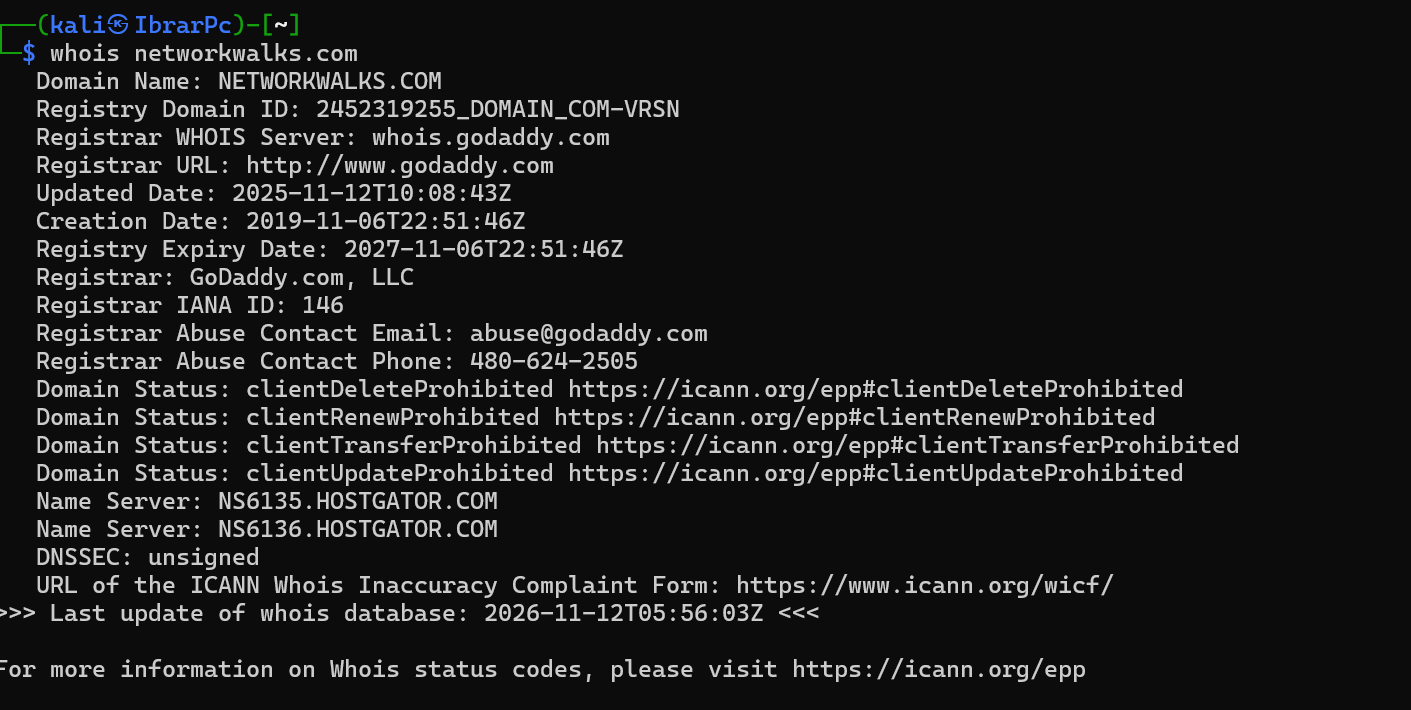 ┌──(kali㉿IbrarPc)-[~]
└─$ whois networkwalks.com
Domain Name: NETWORKWALKS.COM
Registry Domain ID: 2452319255_DOMAIN_COM-VRSN
Registrar WHOIS Server: whois.godaddy.com
Registrar URL: http://www.godaddy.com
Updated Date: 2025-11-12T10:08:43Z
Creation Date: 2019-11-06T22:51:46Z
Registry Expiry Date: 2027-11-06T22:51:46Z
Registrar: GoDaddy.com, LLC
Registrar IANA ID: 146
Registrar Abuse Contact Email: abuse@godaddy.com
Registrar Abuse Contact Phone: 480-624-2505
Domain Status: clientDeleteProhibited https://icann.org/epp#clientDeleteProhibited
Domain Status: clientRenewProhibited https://icann.org/epp#clientRenewProhibited
Domain Status: clientTransferProhibited https://icann.org/epp#clientTransferProhibited
Domain Status: clientUpdateProhibited https://icann.org/epp#clientUpdateProhibited
Name Server: NS6135.HOSTGATOR.COM
Name Server: NS6136.HOSTGATOR.COM
DNSSEC: unsigned
URL of the ICANN Whois Inaccuracy Complaint Form: https://www.icann.org/wicf/
>>> Last update of whois database: 2026-11-12T05:56:03Z <<<
For more information on Whois status codes, please visit https://icann.org/epp